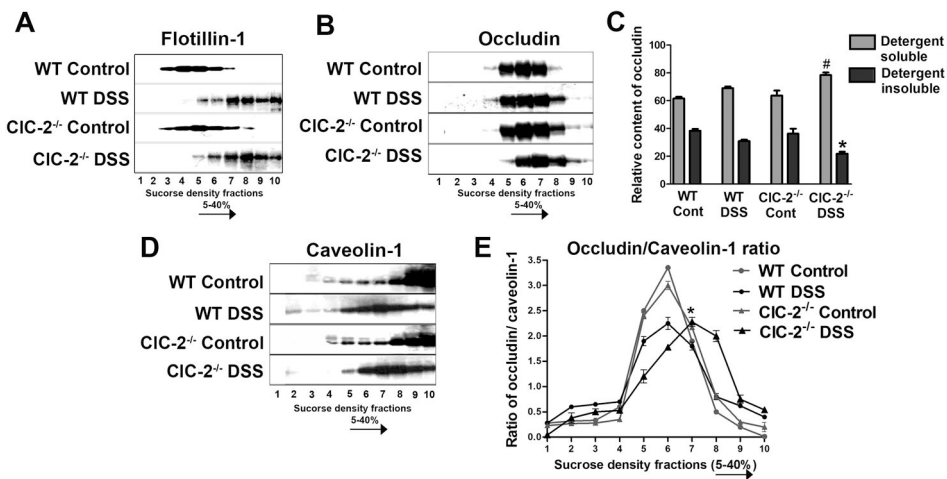 A
Flotillin-1
WT Control
WT DSS
ClC-2-/- Control
ClC-2-/- DSS
1 2 3 4 5 6 7 8 9 10
Sucorse density fractions
5-40%
B
Occludin
WT Control
WT DSS
ClC-2-/- Control
ClC-2-/- DSS
1 2 3 4 5 6 7 8 9 10
Sucorse density fractions
5-40%
C
Relative content of occludin
100
80
60
40
20
0
#
*
Detergent
soluble
Detergent
insoluble
WT
Cont
WT
DSS
ClC-2-/-
Cont
ClC-2-/-
DSS
D
Caveolin-1
WT Control
WT DSS
ClC-2-/- Control
ClC-2-/- DSS
1 2 3 4 5 6 7 8 9 10
Sucorse density fractions
5-40%
E
Occludin/Caveolin-1 ratio
Ratio of occludin/ caveolin-1
3.5
3.0
2.5
2.0
1.5
1.0
0.5
0.0
*
WT Control
WT DSS
ClC-2-/- Control
ClC-2-/- DSS
1 2 3 4 5 6 7 8 9 10
Sucrose density fractions (5-40%)